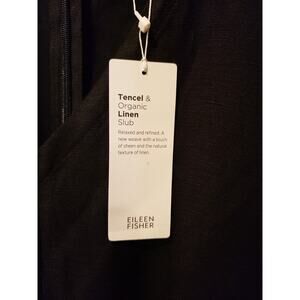 Tencel &
Organic
Linen
Slub
Relaxed and refined. A
new weave with a touch
of sheen and the natural
texture of linen.
EILEEN
FISHER